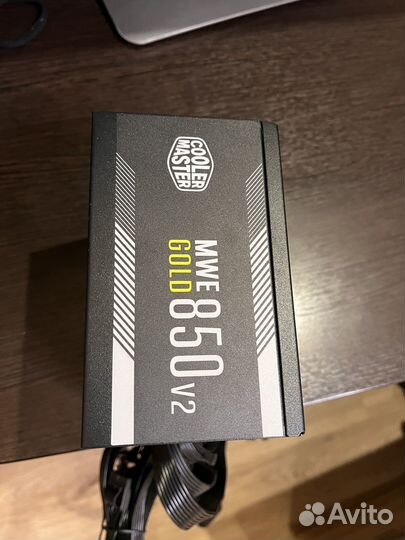 COOLER
MASTER
MWE
GOLD
850
V2
Avito